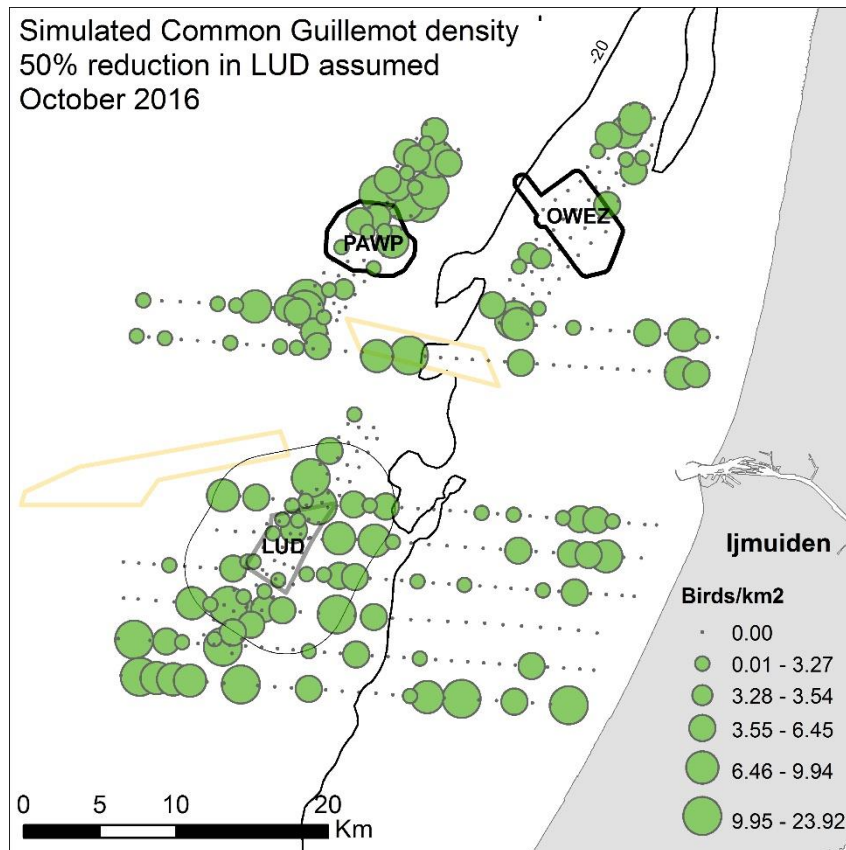 Simulated Common Guillemot density
50% reduction in LUD assumed
October 2016
-20
OWEZ
PAWP
LUD
Ijmuiden
Birds/km2
0.00
0.01 - 3.27
3.28 - 3.54
3.55 - 6.45
6.46 - 9.94
9.95 - 23.92
0 5 10 20
Km